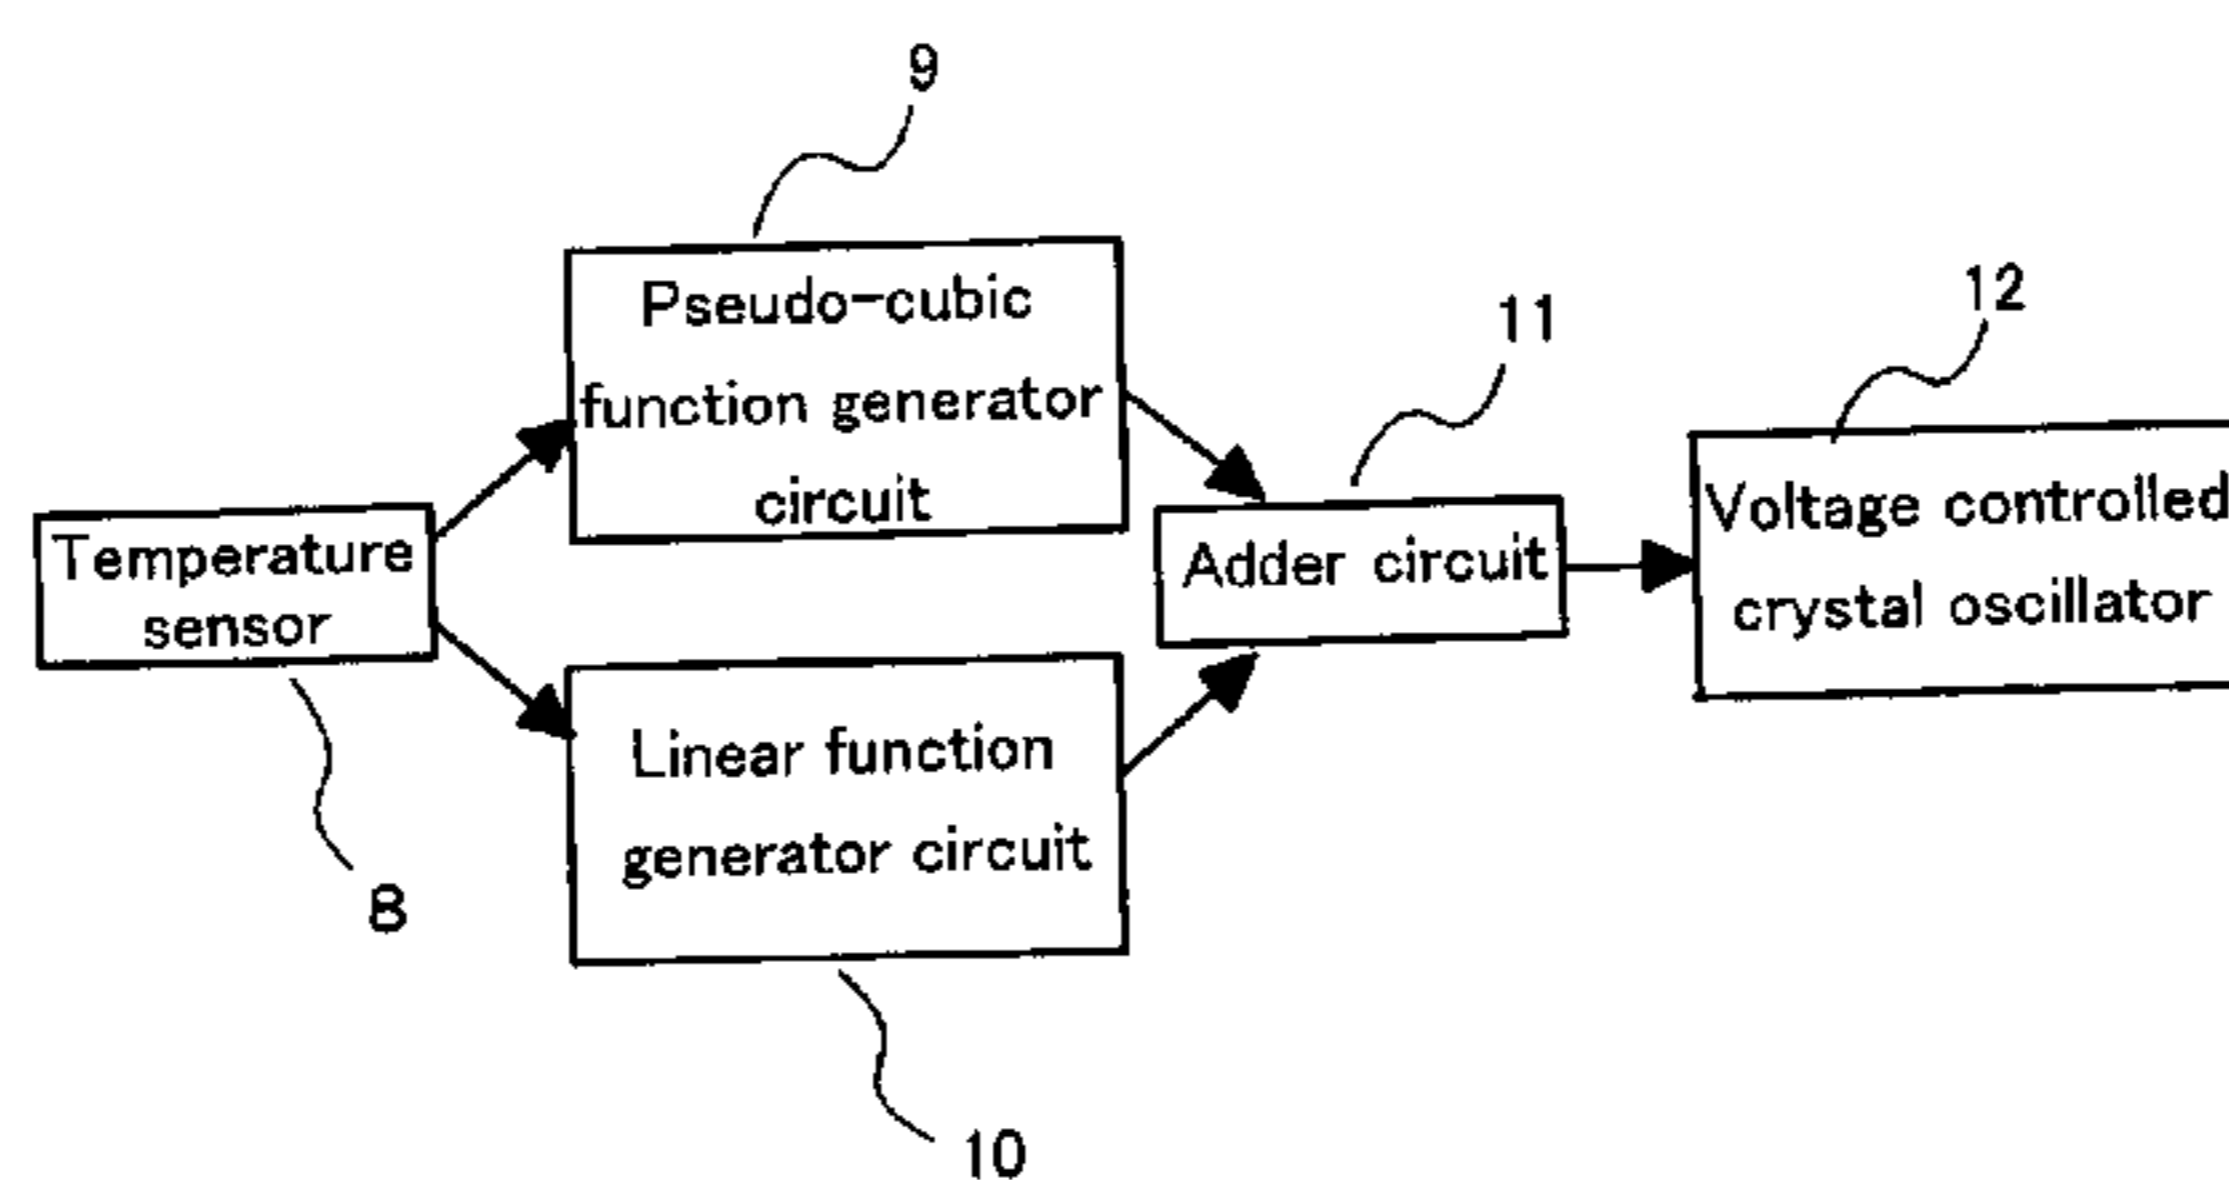 9
Pseudo-cubic
function generator
circuit
11
12
Temperature
sensor
8
Adder circuit
Voltage controlled
crystal oscillator
Linear function
generator circuit
10